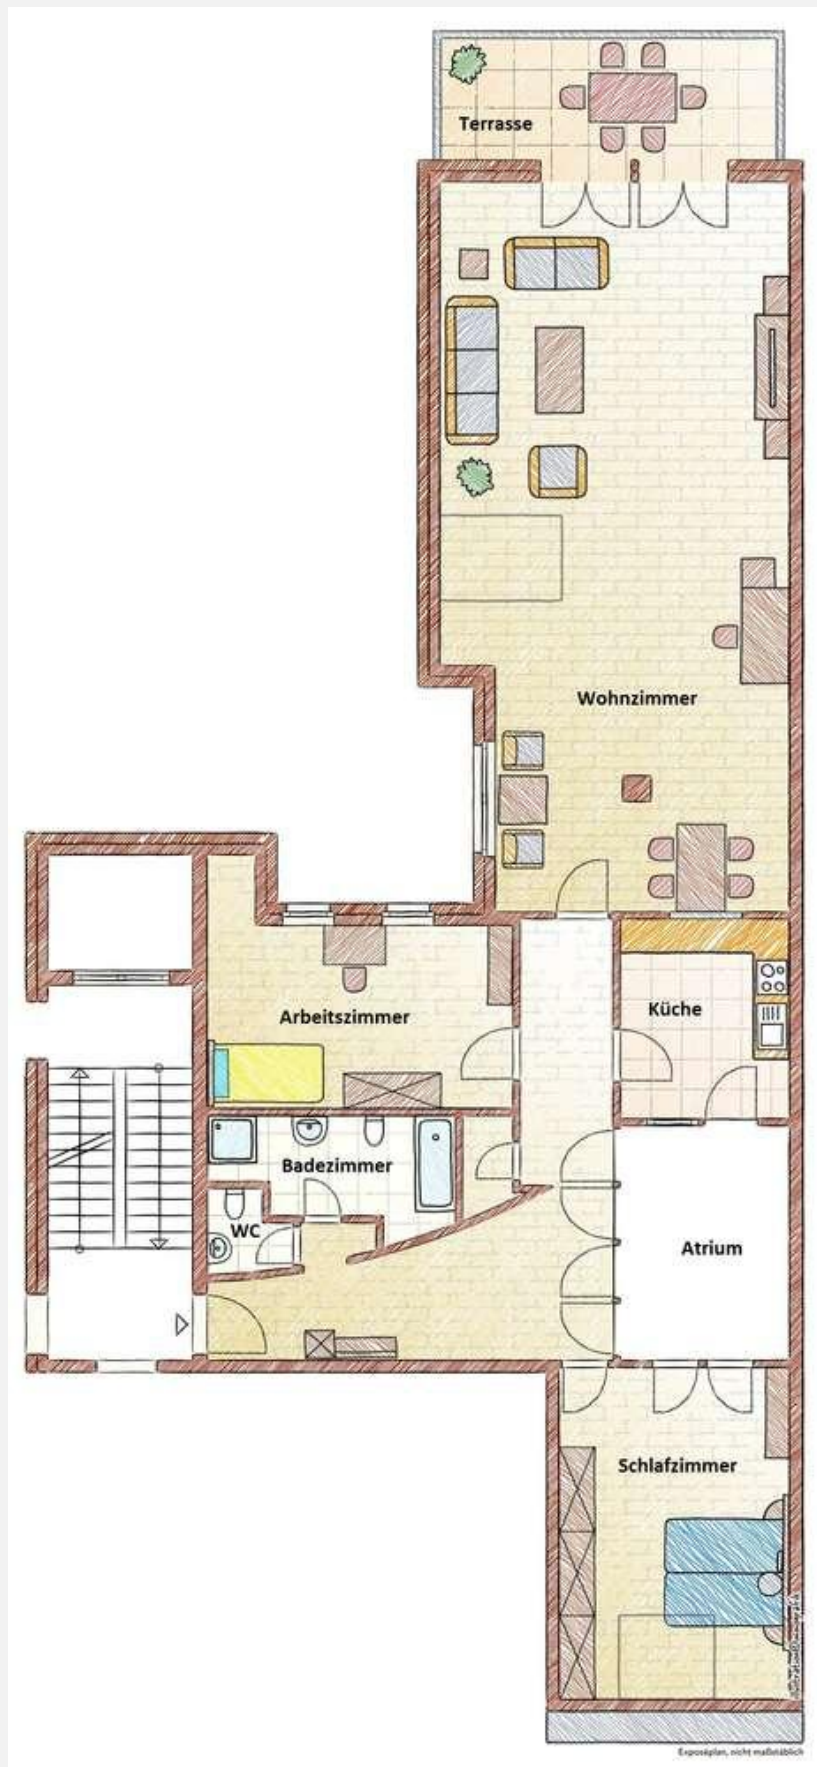 Terrasse
Wohnzimmer
Arbeitszimmer
Küche
Badezimmer
WC
Atrium
Schlafzimmer
Exposéplan, nicht maßstäblich